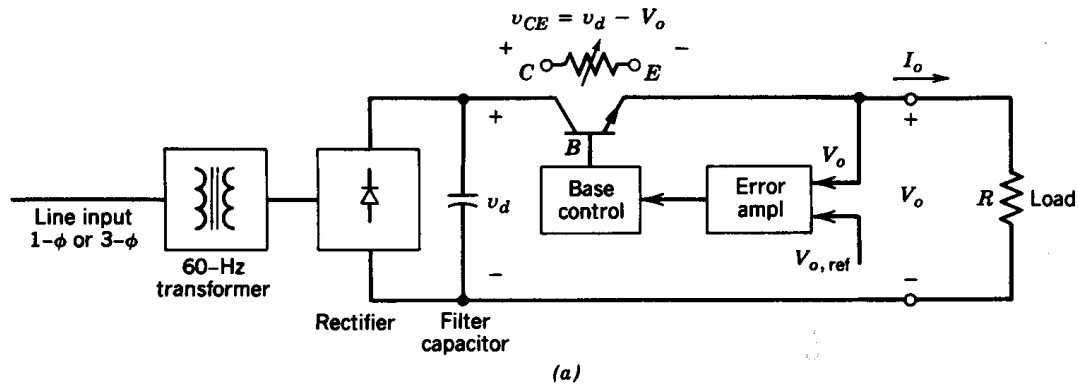 v_CE = v_d − V_o
+ −
C E
I_o
+
B
+
V_o
v_d
Base control
Error ampl
V_o
R
Load
Line input
1-ϕ or 3-ϕ
V_o, ref
60-Hz
transformer
−
−
Rectifier
Filter
capacitor
(a)